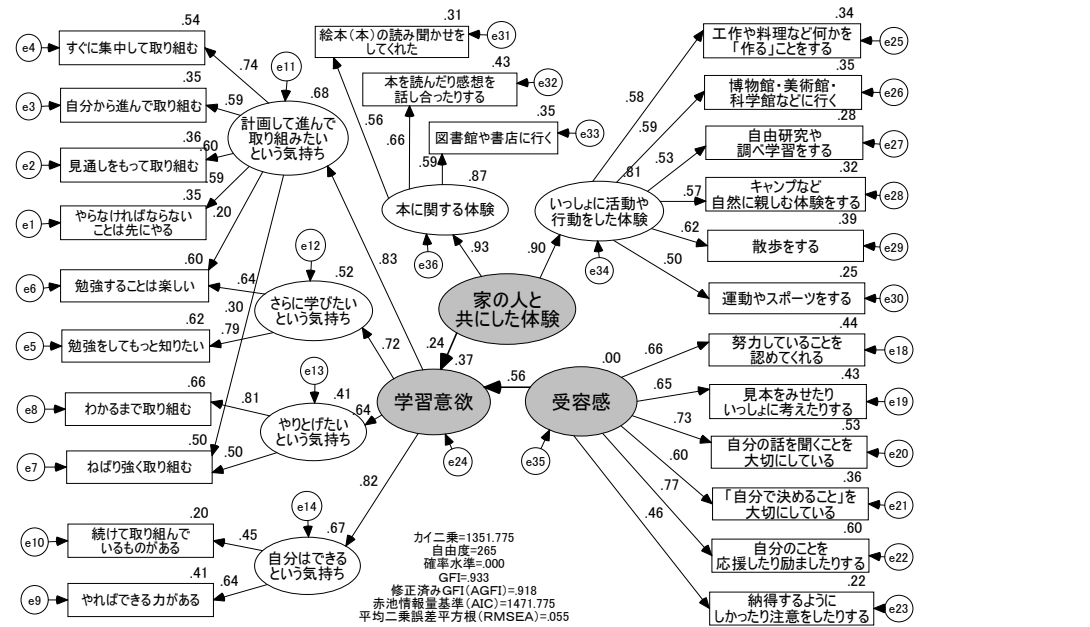 .54
e4
すぐに集中して取り組む
.74
.35
e3
自分から進んで取り組む
.59
.36
e2
見通しをもって取り組む
.60
.59
.35
e1
やらなければならない
ことは先にやる
.20
.60
e6
勉強することは楽しい
.64
.30
.62
e5
勉強をしてもっと知りたい
.79
.66
e8
わかるまで取り組む
.81
.50
e7
ねばり強く取り組む
.50
.20
e10
続けて取り組んで
いるものがある
.45
.41
e9
やればできる力がある
.64
e11
.68
計画して進んで
取り組みたい
という気持ち
.83
e12
.52
さらに学びたい
という気持ち
.72
e13
.41
やりとげたい
という気持ち
.64
e14
.67
自分はできる
という気持ち
.82
.31
絵本（本）の読み聞かせを
してくれた
e31
.56
.43
本を読んだり感想を
話し合ったりする
e32
.66
.35
図書館や書店に行く
e33
.59
.87
本に関する体験
e36
.93
.81
いっしょに活動や
行動をした体験
e34
.90
家の人と
共にした体験
.24
.37
学習意欲
e24
.56
.00
受容感
e35
.34
工作や料理など何かを
「作る」ことをする
e25
.58
.35
博物館・美術館・
科学館などに行く
e26
.59
.28
自由研究や
調べ学習をする
e27
.53
.32
キャンプなど
自然に親しむ体験をする
e28
.57
.39
散歩をする
e29
.62
.25
運動やスポーツをする
e30
.50
.44
努力していることを
認めてくれる
e18
.66
.43
見本をみせたり
いっしょに考えたりする
e19
.65
.53
自分の話を聞くことを
大切にしている
e20
.73
.36
「自分で決めること」を
大切にしている
e21
.60
.60
自分のことを
応援したり励ましたりする
e22
.77
.22
納得するように
しかったり注意をしたりする
e23
.46
カイ二乗=1351.775
自由度=265
確率水準=.000
GFI=.933
修正済みGFI(AGFI)=.918
赤池情報量基準(AIC)=1471.775
平均二乗誤差平方根(RMSEA)=.055